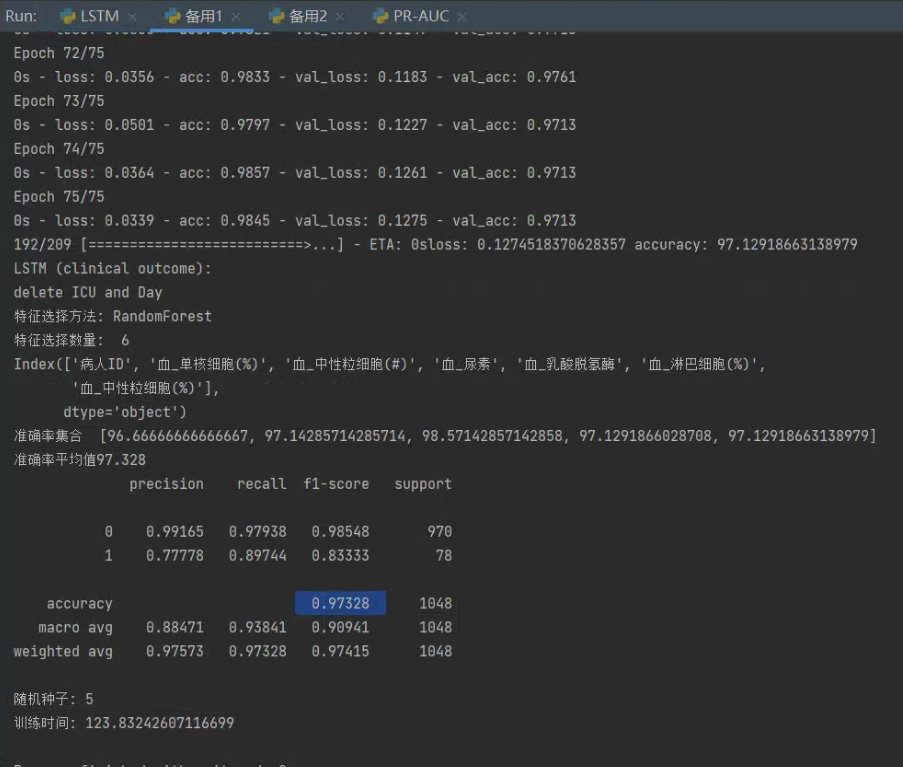 Run: LSTM × 备用1 × 备用2 × PR-AUC ×
Epoch 72/75
0s - loss: 0.0356 - acc: 0.9833 - val_loss: 0.1183 - val_acc: 0.9761
Epoch 73/75
0s - loss: 0.0501 - acc: 0.9797 - val_loss: 0.1227 - val_acc: 0.9713
Epoch 74/75
0s - loss: 0.0364 - acc: 0.9857 - val_loss: 0.1261 - val_acc: 0.9713
Epoch 75/75
0s - loss: 0.0339 - acc: 0.9845 - val_loss: 0.1275 - val_acc: 0.9713
192/209 [==========================>...] - ETA: 0sloss: 0.1274518370628357 accuracy: 97.12918663138979
LSTM (clinical outcome):
delete ICU and Day
特征选择方法: RandomForest
特征选择数量: 6
Index(['病人ID', '血_单核细胞(%)', '血_中性粒细胞(#)', '血_尿素', '血_乳酸脱氢酶', '血_淋巴细胞(%)',
'血_中性粒细胞(%)'],
dtype='object')
准确率集合 [96.66666666666667, 97.14285714285714, 98.57142857142858, 97.1291866028708, 97.12918663138979]
准确率平均值97.328
precision recall f1-score support
0 0.99165 0.97938 0.98548 970
1 0.77778 0.89744 0.83333 78
accuracy 0.97328 1048
macro avg 0.88471 0.93841 0.90941 1048
weighted avg 0.97573 0.97328 0.97415 1048
随机种子: 5
训练时间: 123.83242607116699